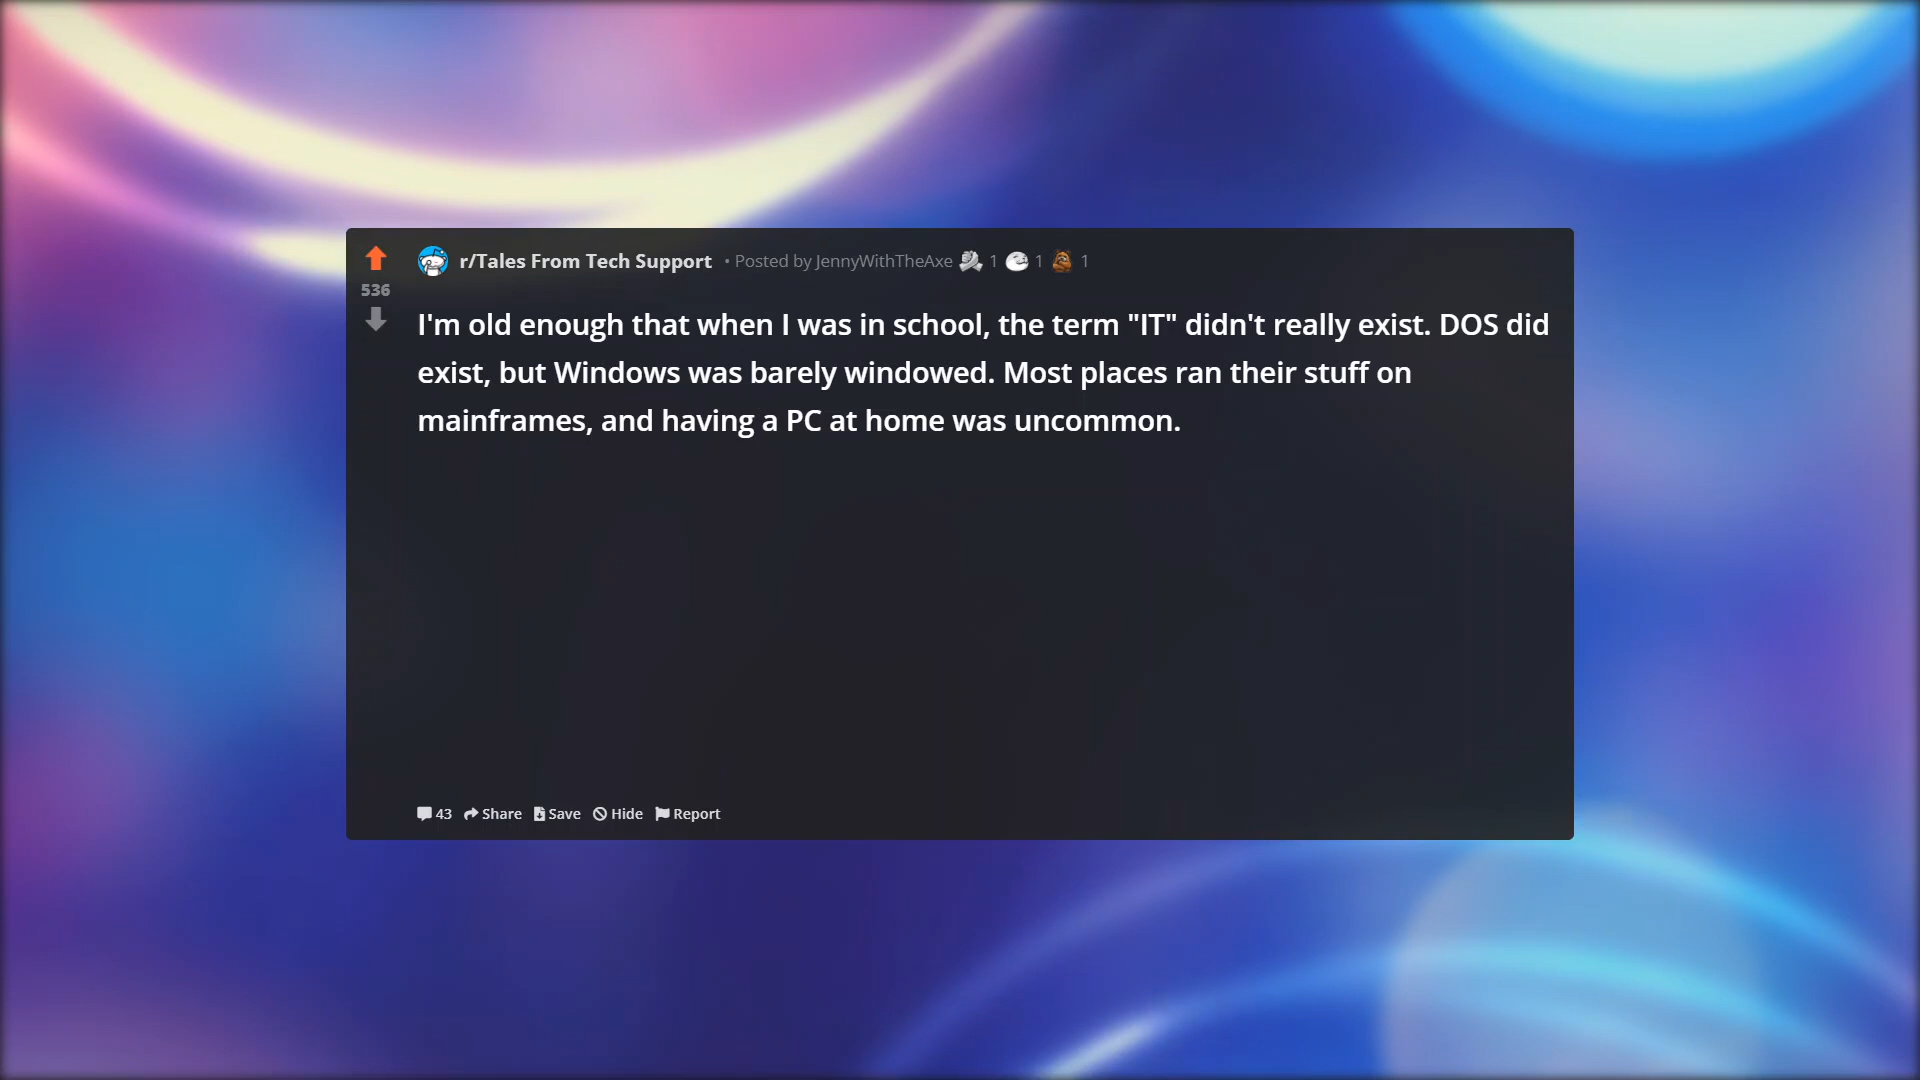 r/Tales From Tech Support • Posted by JennyWithTheAxe 1 1 1
536
I'm old enough that when I was in school, the term "IT" didn't really exist. DOS did
exist, but Windows was barely windowed. Most places ran their stuff on
mainframes, and having a PC at home was uncommon.
43 Share Save Hide Report